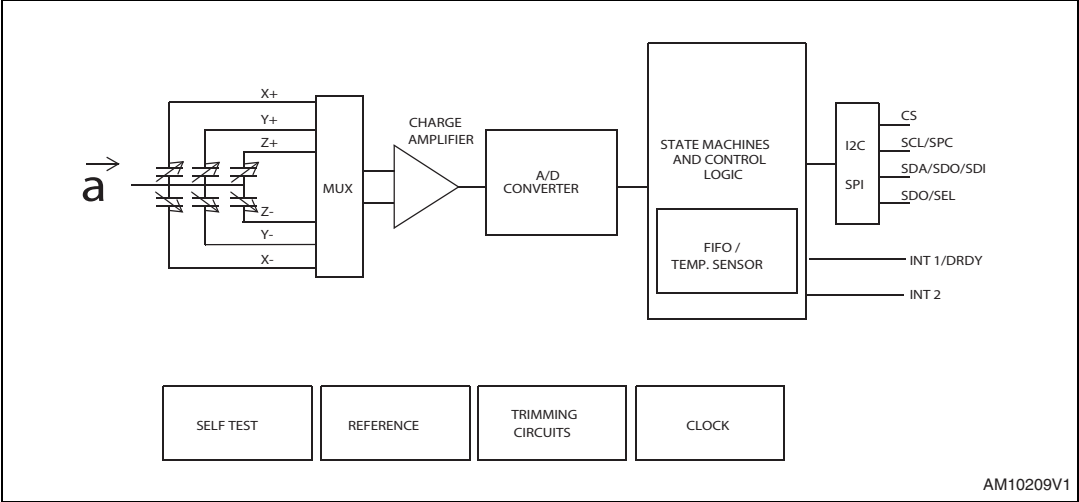 X+
Y+
Z+
a
Z-
Y-
X-
MUX
CHARGE
AMPLIFIER
A/D
CONVERTER
STATE MACHINES
AND CONTROL
LOGIC
FIFO /
TEMP. SENSOR
I2C
SPI
CS
SCL/SPC
SDA/SDO/SDI
SDO/SEL
INT 1/DRDY
INT 2
SELF TEST
REFERENCE
TRIMMING
CIRCUITS
CLOCK
AM10209V1